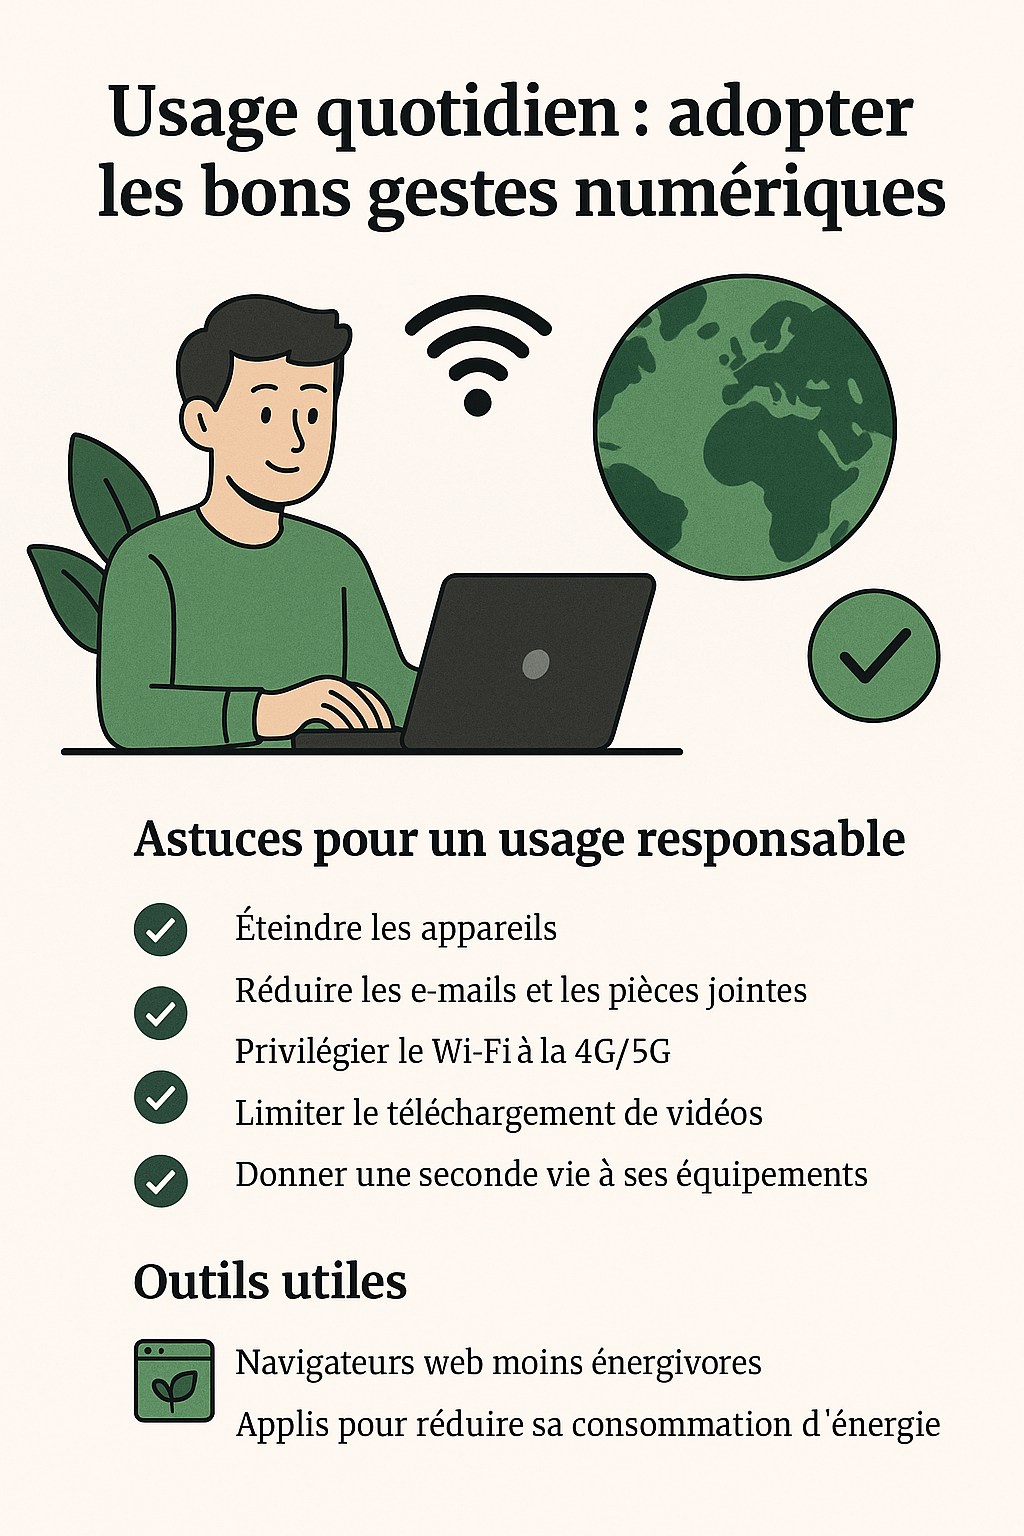 Usage quotidien : adopter
les bons gestes numériques
Astuces pour un usage responsable
Éteindre les appareils
Réduire les e-mails et les pièces jointes
Privilégier le Wi-Fi à la 4G/5G
Limiter le téléchargement de vidéos
Donner une seconde vie à ses équipements
Outils utiles
Navigateurs web moins énergivores
Applis pour réduire sa consommation d'énergie